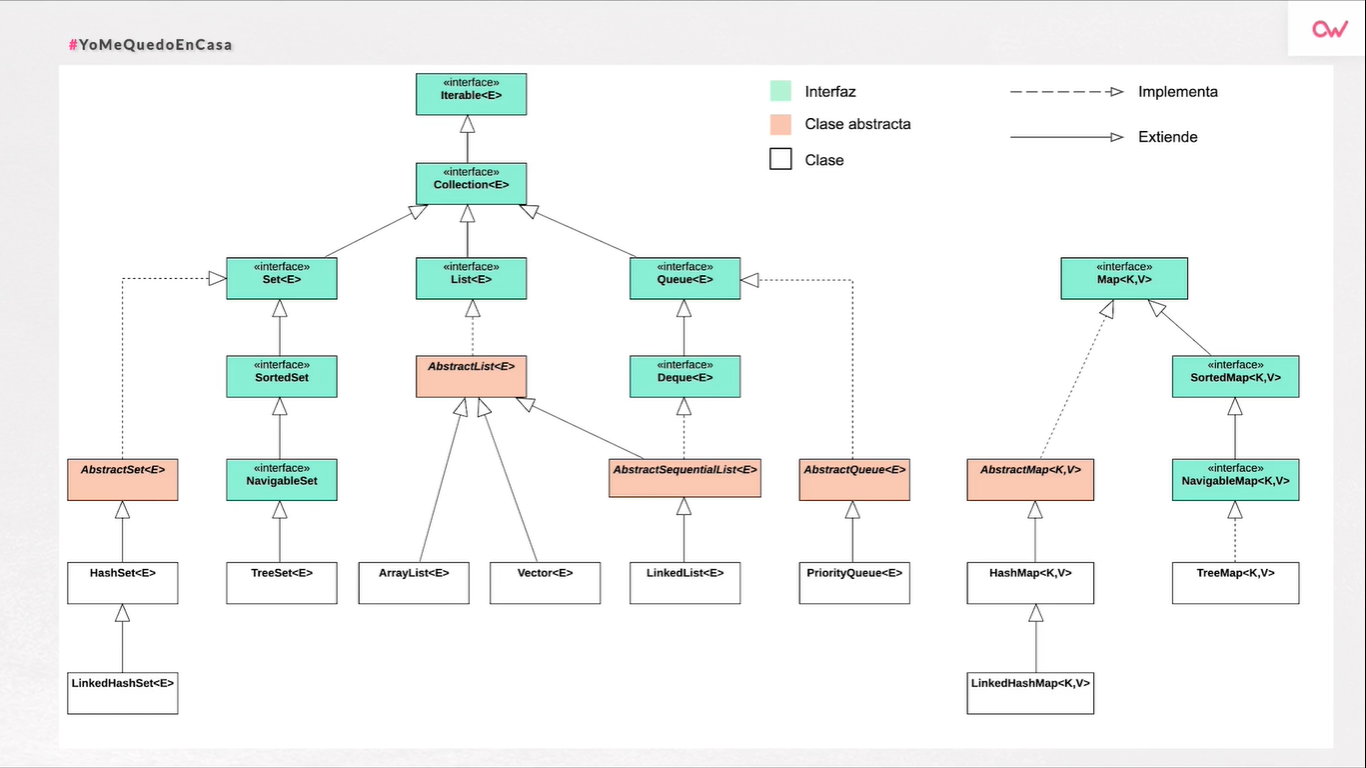 #YoMeQuedoEnCasa
CW
«interface»
Iterable<E>
Interfaz
Implementa
Clase abstracta
Extiende
Clase
«interface»
Collection<E>
«interface»
Set<E>
«interface»
List<E>
«interface»
Queue<E>
«interface»
Map<K,V>
«interface»
SortedSet
AbstractList<E>
«interface»
Deque<E>
«interface»
SortedMap<K,V>
AbstractSet<E>
«interface»
NavigableSet
AbstractSequentialList<E>
AbstractQueue<E>
AbstractMap<K,V>
«interface»
NavigableMap<K,V>
HashSet<E>
TreeSet<E>
ArrayList<E>
Vector<E>
LinkedList<E>
PriorityQueue<E>
HashMap<K,V>
TreeMap<K,V>
LinkedHashSet<E>
LinkedHashMap<K,V>